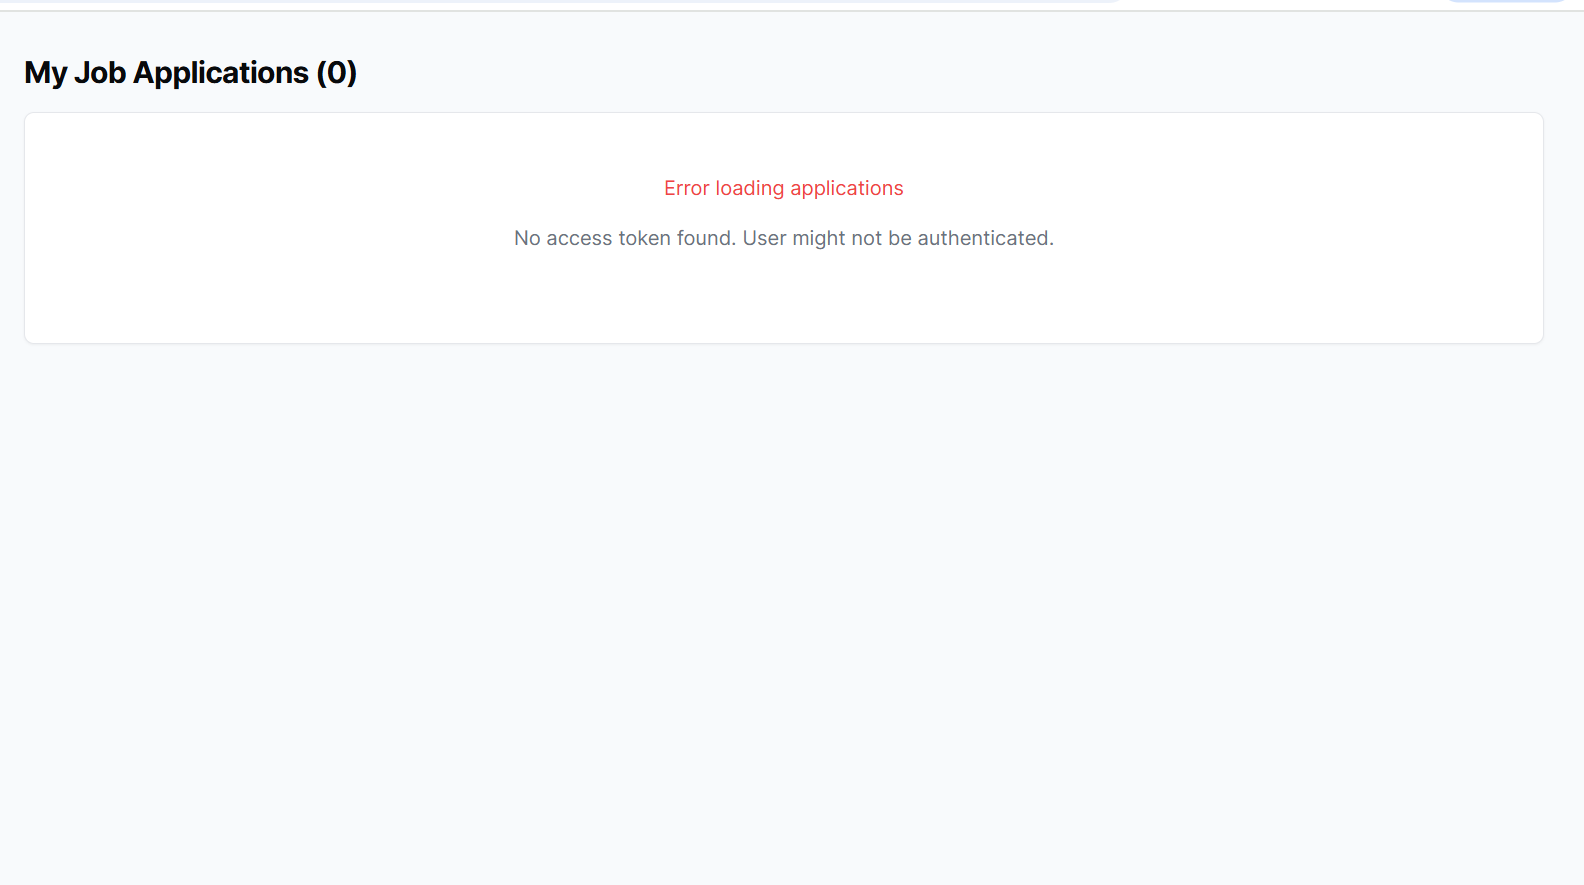 My Job Applications (0)
Error loading applications
No access token found. User might not be authenticated.